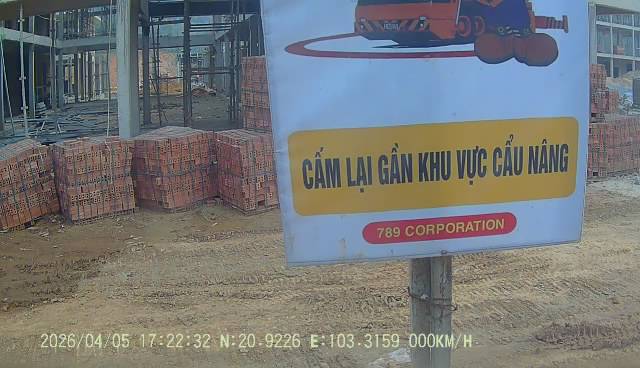 CẤM LẠI GẦN KHU VỰC CẨU NÂNG
789 CORPORATION
2026/04/05 17:22:32 N:20.9226 E:103.3159 000KM/H